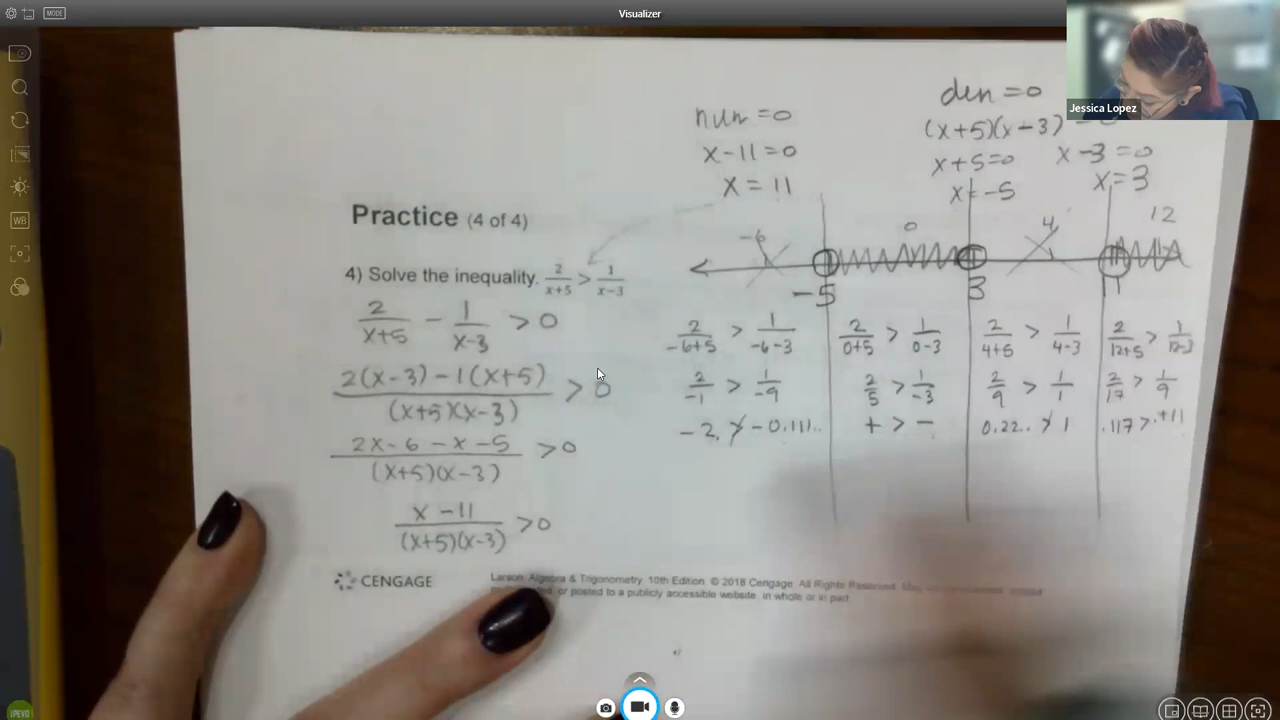 MODE
Visualizer
WB
Jessica Lopez
num = 0
x - 11 = 0
x = 11
den = 0
(x+5)(x-3) = 0
x+5=0
x = -5
x - 3 = 0
x = 3
Practice (4 of 4)
4) Solve the inequality. 2/(x+5) > 1/(x-3)
2/(x+5) - 1/(x-3) > 0
(2(x-3) - 1(x+5))/((x+5)(x-3)) > 0
(2x-6-x-5)/((x+5)(x-3)) > 0
(x-11)/((x+5)(x-3)) > 0
-6 0 4 12
-5 3 11
2/(-6+5) > 1/(-6-3)
2/-1 > 1/-9
-2 ≯ -0.111..
2/(0+5) > 1/(0-3)
2/5 > 1/-3
+ > -
2/(4+5) > 1/(4-3)
2/9 > 1/1
0.22.. ≯ 1
2/(12+5) > 1/(12-3)
2/17 > 1/9
.117 > .111
CENGAGE
Larson, Algebra & Trigonometry, 10th Edition. © 2018 Cengage. All Rights Reserved. May
or posted to a publicly accessible website, in whole or in part.